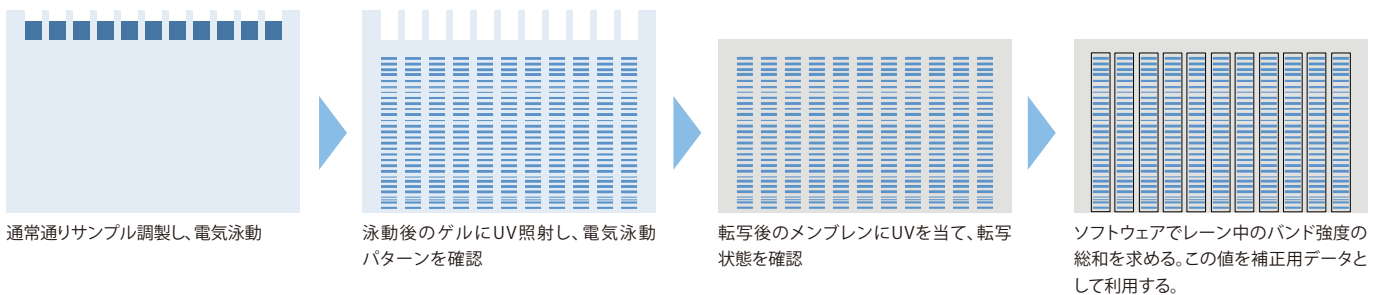 通常通りサンプル調製し、電気泳動
泳動後のゲルにUV照射し、電気泳動
パターンを確認
転写後のメンブレンにUVを当て、転写
状態を確認
ソフトウェアでレーン中のバンド強度の
総和を求める。この値を補正用データと
して利用する。